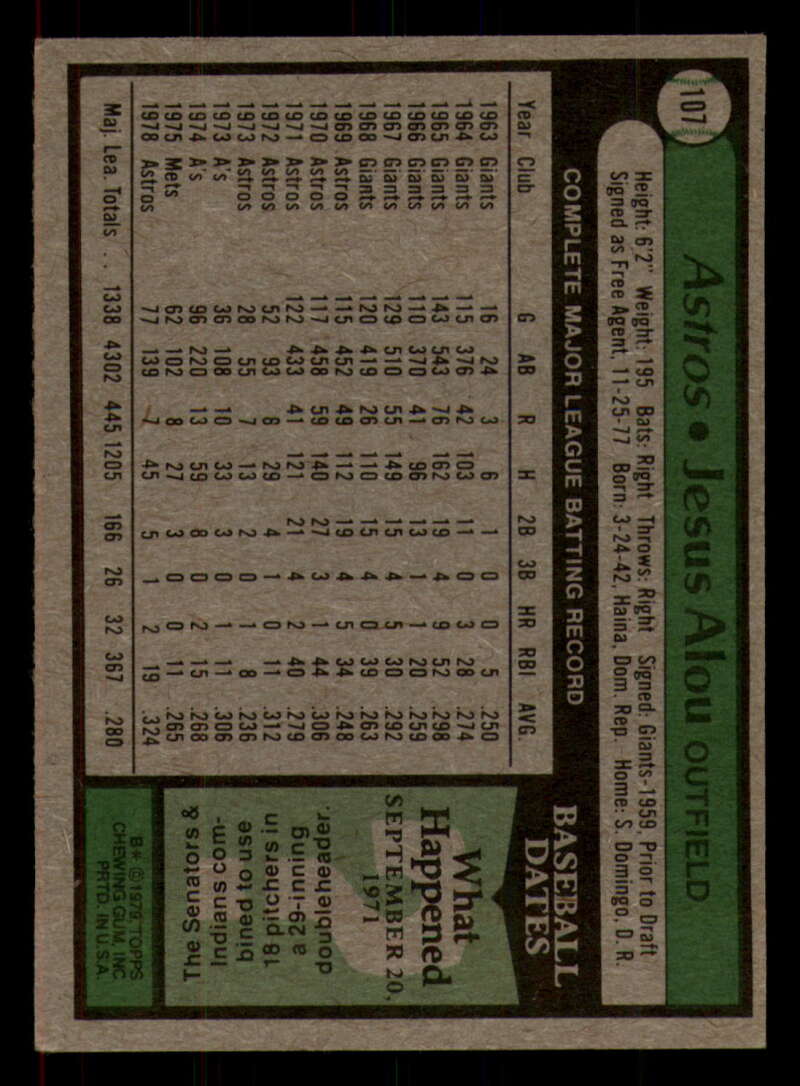 107
Astros • Jesus Alou OUTFIELD
Height: 6'2" Weight: 195 Bats: Right Throws: Right Signed: Giants-1959, Prior to Draft
Signed as Free Agent, 11-25-77 Born: 3-24-42, Haina, Dom. Rep. Home: S. Domingo, D. R.
COMPLETE MAJOR LEAGUE BATTING RECORD
Year Club G AB R H 2B 3B HR RBI AVG.
1963 Giants 16 24 3 6 1 0 0 5 .250
1964 Giants 115 376 42 103 11 0 3 28 .274
1965 Giants 143 543 76 162 19 4 9 52 .298
1966 Giants 110 370 41 96 13 1 1 20 .259
1967 Giants 129 510 55 149 15 4 5 30 .292
1968 Giants 120 419 26 110 15 4 0 39 .263
1969 Astros 115 452 49 112 19 4 5 34 .248
1970 Astros 117 458 59 140 27 3 1 44 .306
1971 Astros 122 433 41 121 21 4 2 40 .279
1972 Astros 52 93 8 29 4 1 0 11 .312
1973 Astros 28 55 7 13 2 0 1 8 .236
1973 A's 36 108 10 33 3 0 1 11 .306
1974 A's 96 220 13 59 8 0 2 15 .268
1975 Mets 62 102 8 27 3 0 0 11 .265
1978 Astros 77 139 7 45 5 1 2 19 .324
Maj. Lea. Totals . . 1338 4302 445 1205 166 26 32 367 .280
BASEBALL
DATES
What
Happened
SEPTEMBER 20,
1971
The Senators &
Indians com-
bined to use
18 pitchers in
a 29-inning
doubleheader.
B* © 1979, TOPPS
CHEWING GUM, INC.
PRTD. IN U.S.A.